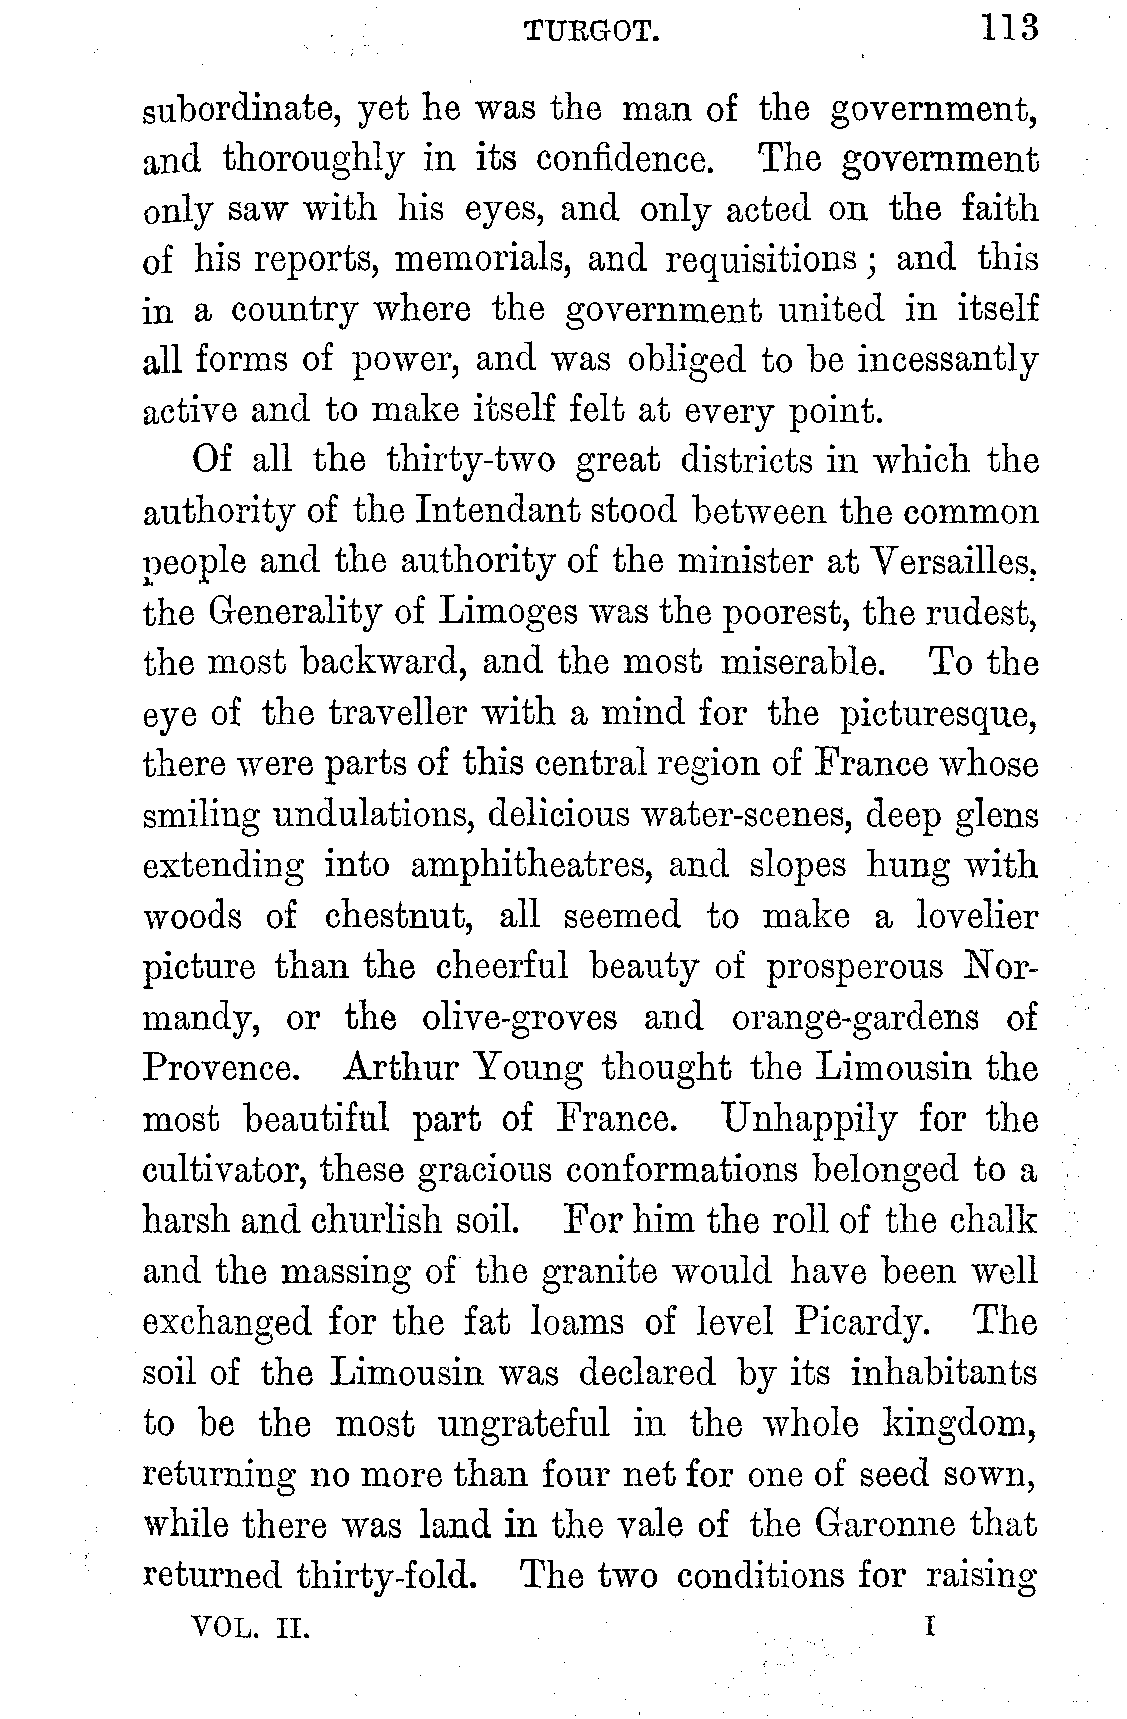 TURGOT. 113
subordinate, yet he was the man of the government,
and thoroughly in its confidence. The government
only saw with his eyes, and only acted on the faith
of his reports, memorials, and requisitions ; and this
in a country where the government united in itself
all forms of power, and was obliged to be incessantly
active and to make itself felt at every point.
Of all the thirty-two great districts in which the
authority of the Intendant stood between the common
people and the authority of the minister at Versailles,
the Generality of Limoges was the poorest, the rudest,
the most backward, and the most miserable. To the
eye of the traveller with a mind for the picturesque,
there were parts of this central region of France whose
smiling undulations, delicious water-scenes, deep glens
extending into amphitheatres, and slopes hung with
woods of chestnut, all seemed to make a lovelier
picture than the cheerful beauty of prosperous Nor-
mandy, or the olive-groves and orange-gardens of
Provence. Arthur Young thought the Limousin the
most beautiful part of France. Unhappily for the
cultivator, these gracious conformations belonged to a
harsh and churlish soil. For him the roll of the chalk
and the massing of the granite would have been well
exchanged for the fat loams of level Picardy. The
soil of the Limousin was declared by its inhabitants
to be the most ungrateful in the whole kingdom,
returning no more than four net for one of seed sown,
while there was land in the vale of the Garonne that
returned thirty-fold. The two conditions for raising
VOL. II. I